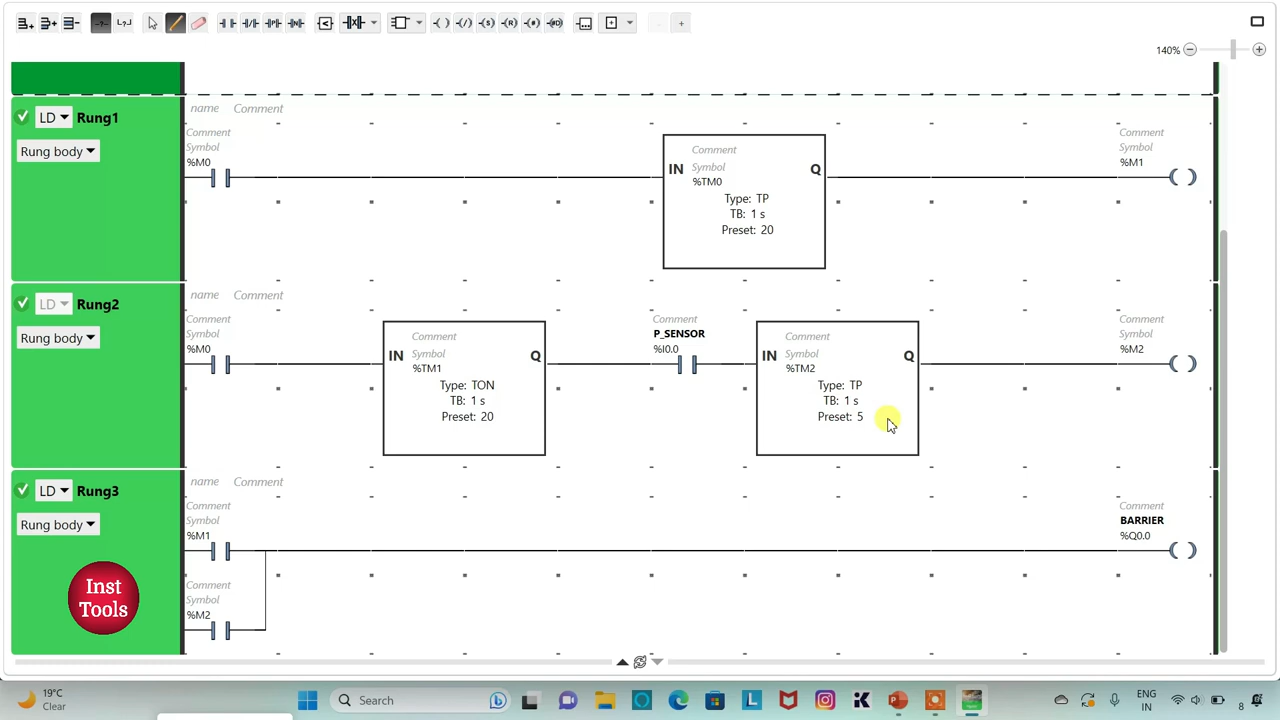 140%
LD Rung1
name Comment
Rung body
Comment
Symbol
%M0
Comment
Symbol
%TM0
IN
Q
Type: TP
TB: 1 s
Preset: 20
Comment
Symbol
%M1
LD Rung2
name Comment
Rung body
Comment
Symbol
%M0
Comment
IN
Q
Symbol
%TM1
Type: TON
TB: 1 s
Preset: 20
Comment
P_SENSOR
%I0.0
Comment
IN
Q
Symbol
%TM2
Type: TP
TB: 1 s
Preset: 5
Comment
Symbol
%M2
LD Rung3
name Comment
Rung body
Comment
Symbol
%M1
Comment
BARRIER
%Q0.0
Comment
Symbol
%M2
Inst
Tools
19°C
Clear
Search
ENG
IN
8